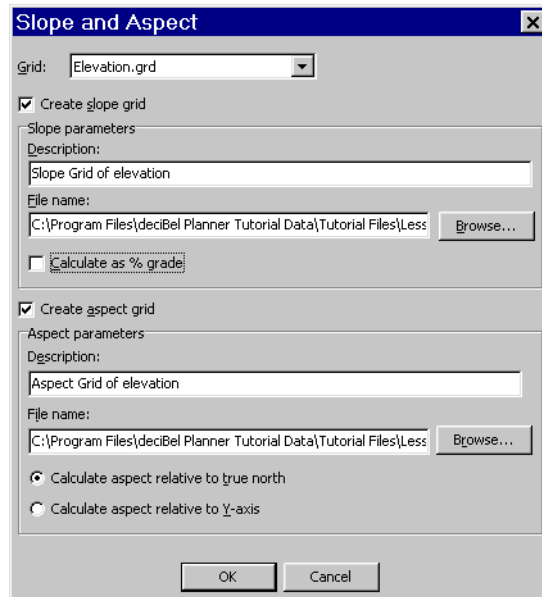 Slope and Aspect
Grid: Elevation.grd
Create slope grid
Slope parameters
Description:
Slope Grid of elevation
File name:
C:\Program Files\deciBel Planner Tutorial Data\Tutorial Files\Less Browse...
Calculate as % grade
Create aspect grid
Aspect parameters
Description:
Aspect Grid of elevation
File name:
C:\Program Files\deciBel Planner Tutorial Data\Tutorial Files\Less Browse...
Calculate aspect relative to true north
Calculate aspect relative to Y-axis
OK Cancel